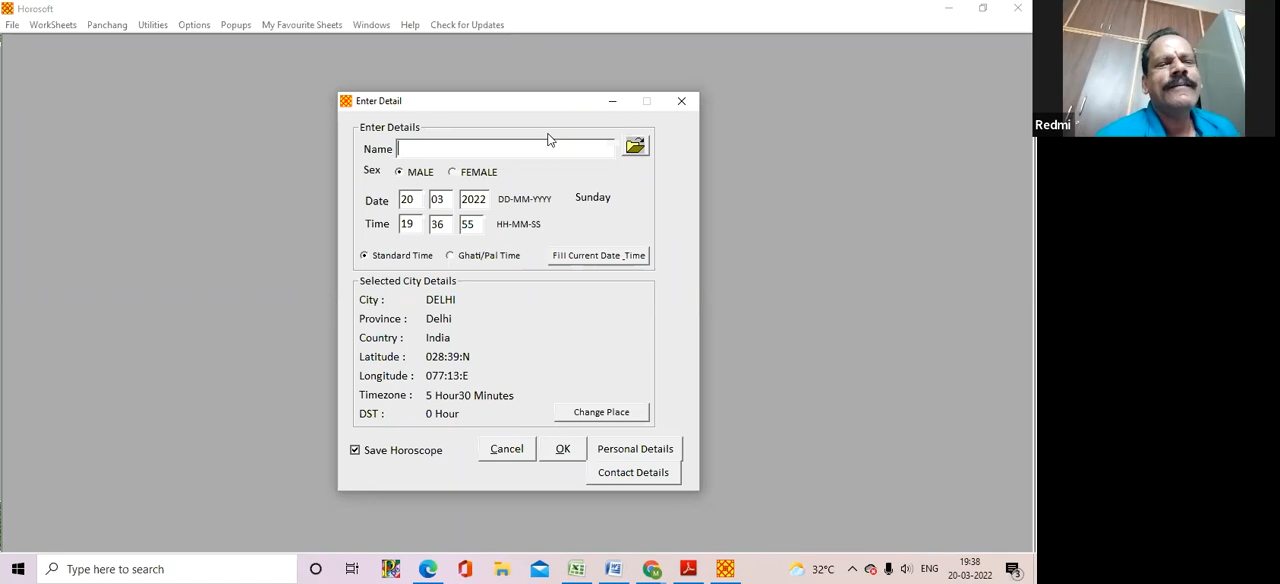 Horosoft
File WorkSheets Panchang Utilities Options Popups My Favourite Sheets Windows Help Check for Updates
Redmi
Enter Detail
Enter Details
Name
Sex MALE FEMALE
Date 20 03 2022 DD-MM-YYYY Sunday
Time 19 36 55 HH-MM-SS
Standard Time Ghati/Pal Time Fill Current Date_Time
Selected City Details
City : DELHI
Province : Delhi
Country : India
Latitude : 028:39:N
Longitude : 077:13:E
Timezone : 5 Hour30 Minutes
DST : 0 Hour
Change Place
Save Horoscope Cancel OK Personal Details
Contact Details
Type here to search
32°C ENG 19:38
20-03-2022